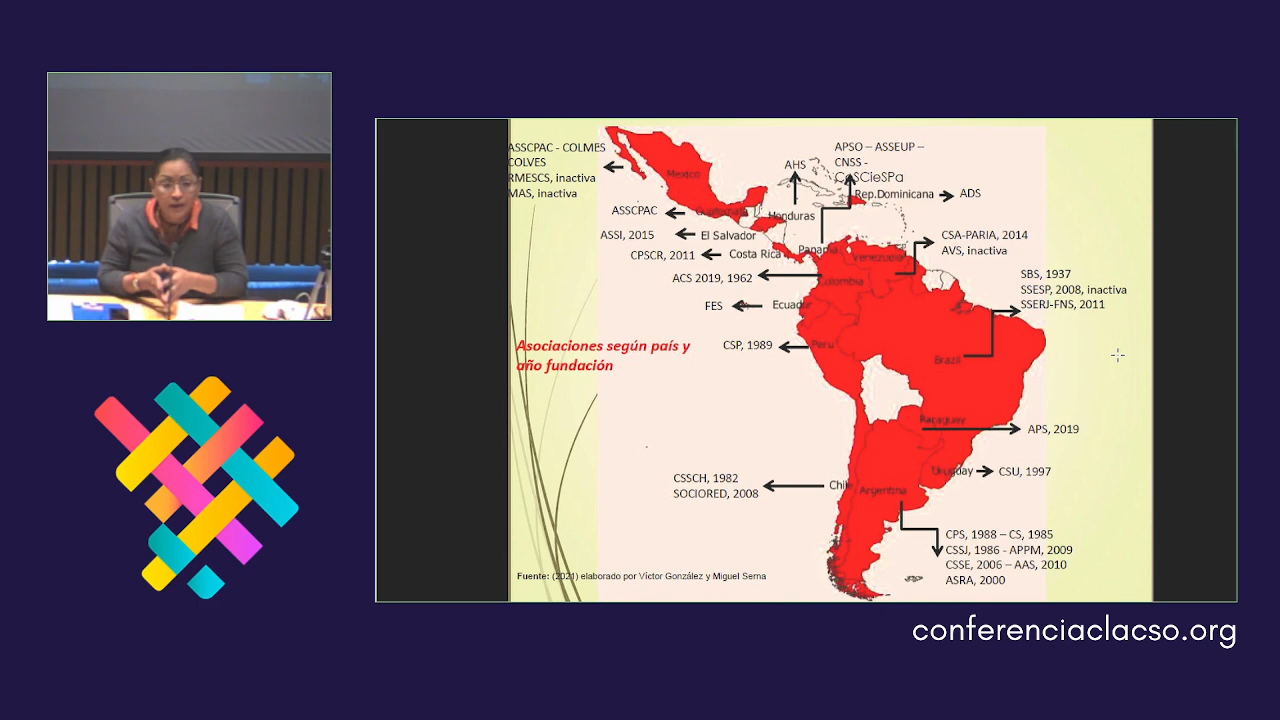 ASSCPAC - COLMES
COLVES
RMESCS, inactiva
MAS, inactiva
Mexico
AHS
APSO – ASSEUP –
CNSS -
CoSCieSPa
Rep.Dominicana
ADS
ASSCPAC
Guatemala
Honduras
ASSI, 2015
El Salvador
CPSCR, 2011
Costa Rica
Panamá
Venezuela
CSA-PARIA, 2014
AVS, inactiva
ACS 2019, 1962
Colombia
SBS, 1937
SSESP, 2008, inactiva
SSERJ-FNS, 2011
FES
Ecuador
Asociaciones según país y
año fundación
CSP, 1989
Peru
Brazil
Paraguay
APS, 2019
Uruguay
CSU, 1997
CSSCH, 1982
SOCIORED, 2008
Chile
Argentina
CPS, 1988 – CS, 1985
CSSJ, 1986 - APPM, 2009
CSSE, 2006 – AAS, 2010
ASRA, 2000
Fuente: (2021) elaborado por Víctor González y Miguel Serna
conferenciaclacso.org